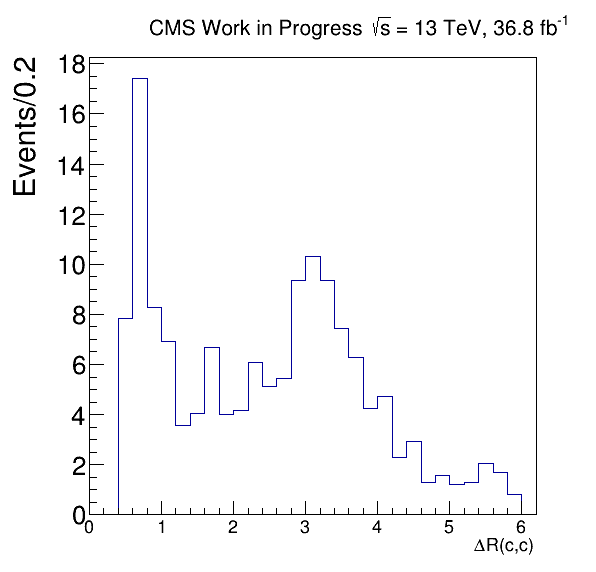 CMS Work in Progress √s = 13 TeV, 36.8 fb⁻¹
Events/0.2
18
16
14
12
10
8
6
4
2
0
0 1 2 3 4 5 6
ΔR(c,c)